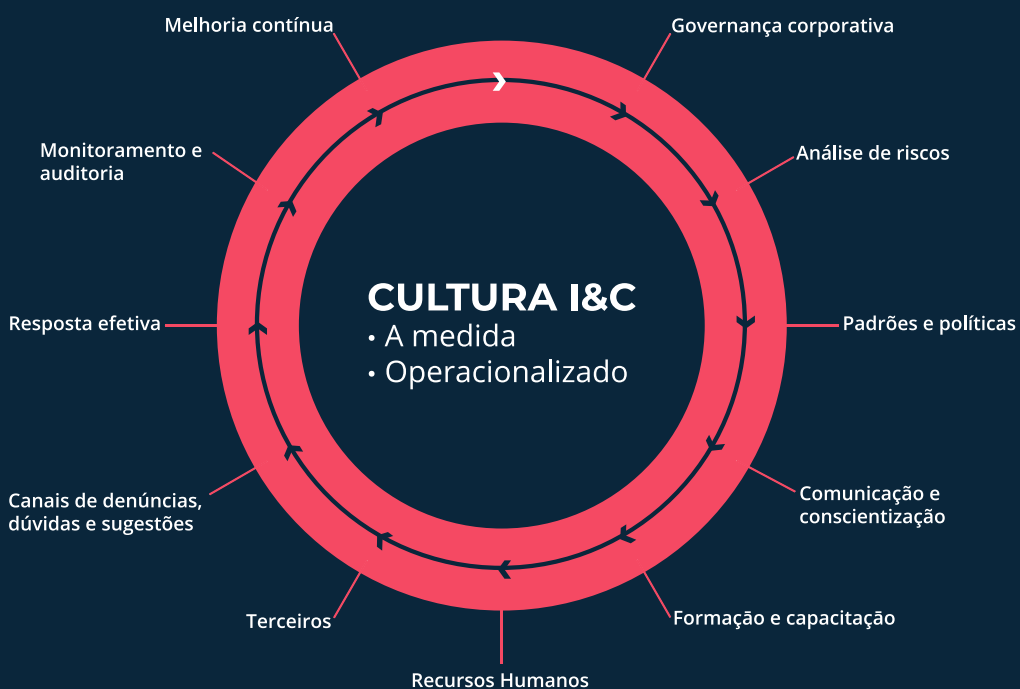 Melhoria contínua
Governança corporativa
Monitoramento e
auditoria
Análise de riscos
CULTURA I&C
• A medida
• Operacionalizado
Resposta efetiva
Padrões e políticas
Canais de denúncias,
dúvidas e sugestões
Comunicação e
conscientização
Terceiros
Formação e capacitação
Recursos Humanos